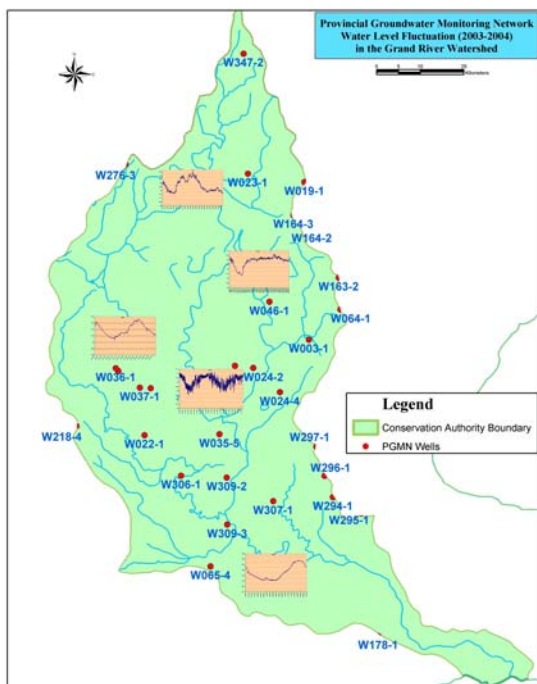 Provincial Groundwater Monitoring Network
Water Level Fluctuation (2003-2004)
in the Grand River Watershed
Kilometers
W347-2
W276-3
W023-1
W019-1
W164-3
W164-2
W163-2
W046-1
W064-1
W003-1
W036-1
W024-2
W037-1
W024-4
Legend
Conservation Authority Boundary
PGMN Wells
W218-4
W022-1
W035-5
W297-1
W306-1
W309-2
W296-1
W307-1
W294-1
W295-1
W309-3
W065-4
W178-1